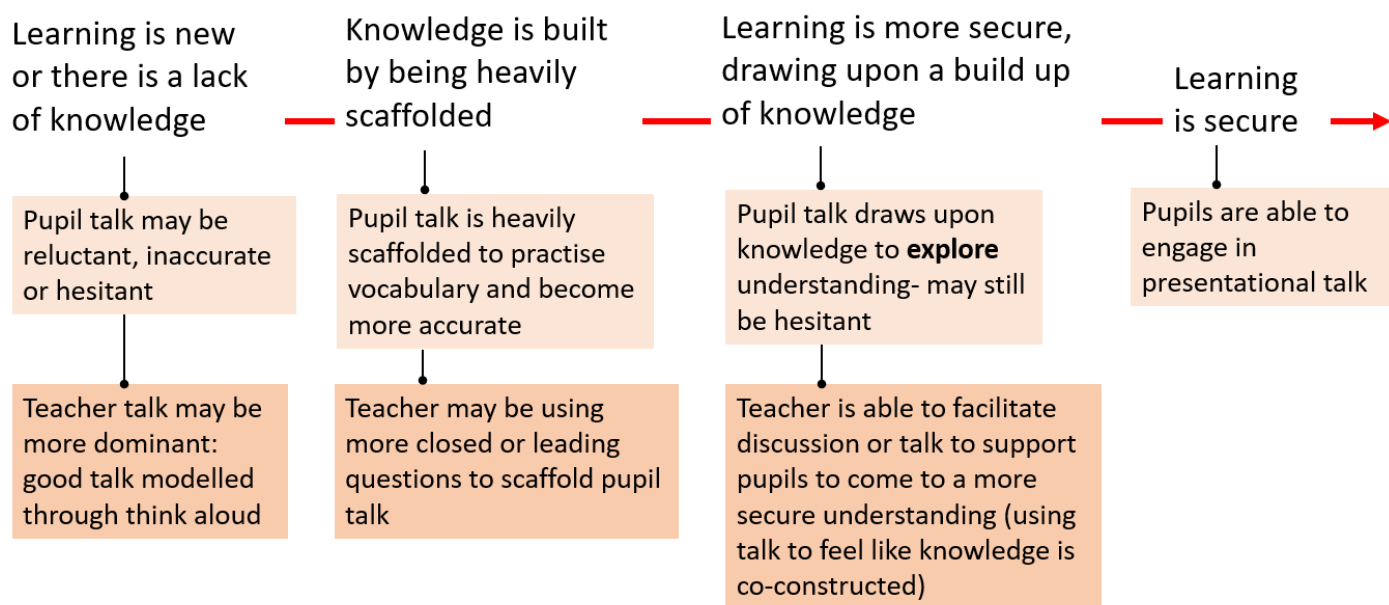 Learning is new
or there is a lack
of knowledge
Knowledge is built
by being heavily
scaffolded
Learning is more secure,
drawing upon a build up
of knowledge
Learning
is secure
Pupil talk may be
reluctant, inaccurate
or hesitant
Pupil talk is heavily
scaffolded to practise
vocabulary and become
more accurate
Pupil talk draws upon
knowledge to explore
understanding- may still
be hesitant
Pupils are able to
engage in
presentational talk
Teacher talk may be
more dominant:
good talk modelled
through think aloud
Teacher may be using
more closed or leading
questions to scaffold pupil
talk
Teacher is able to facilitate
discussion or talk to support
pupils to come to a more
secure understanding (using
talk to feel like knowledge is
co-constructed)